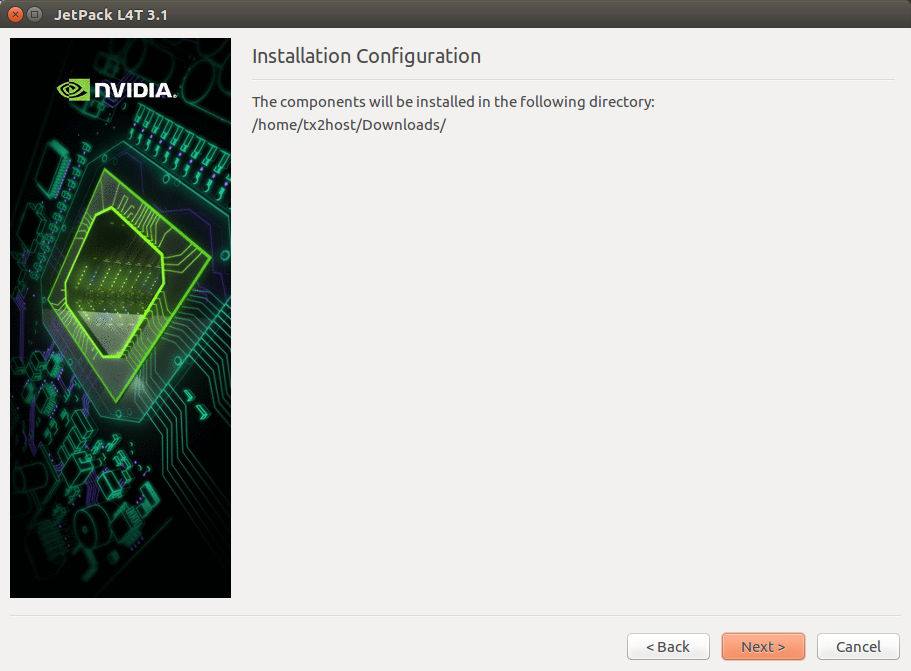 JetPack L4T 3.1
NVIDIA.
Installation Configuration
The components will be installed in the following directory:
/home/tx2host/Downloads/
< Back
Next >
Cancel